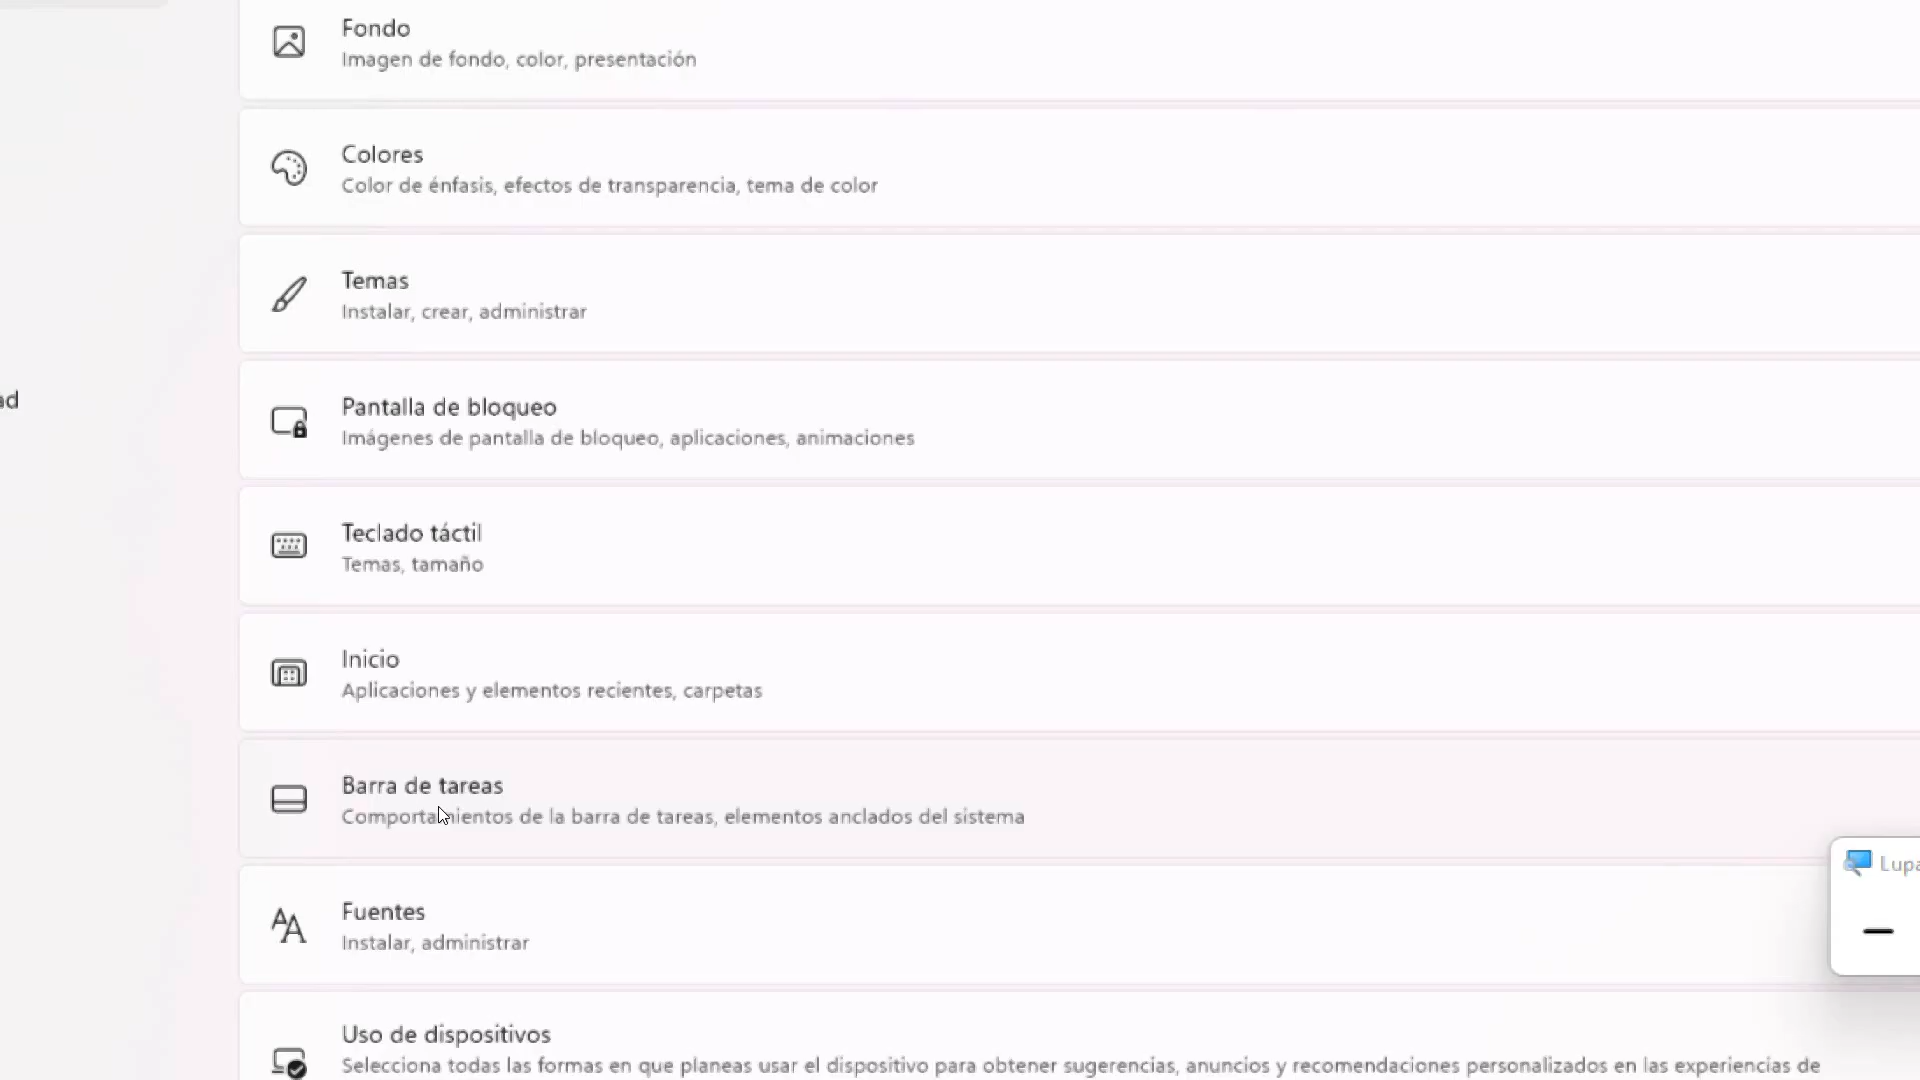 Fondo
Imagen de fondo, color, presentación
Colores
Color de énfasis, efectos de transparencia, tema de color
Temas
Instalar, crear, administrar
Pantalla de bloqueo
Imágenes de pantalla de bloqueo, aplicaciones, animaciones
Teclado táctil
Temas, tamaño
Inicio
Aplicaciones y elementos recientes, carpetas
Barra de tareas
Comportamientos de la barra de tareas, elementos anclados del sistema
Lupa
Fuentes
Instalar, administrar
Uso de dispositivos
Selecciona todas las formas en que planeas usar el dispositivo para obtener sugerencias, anuncios y recomendaciones personalizados en las experiencias de